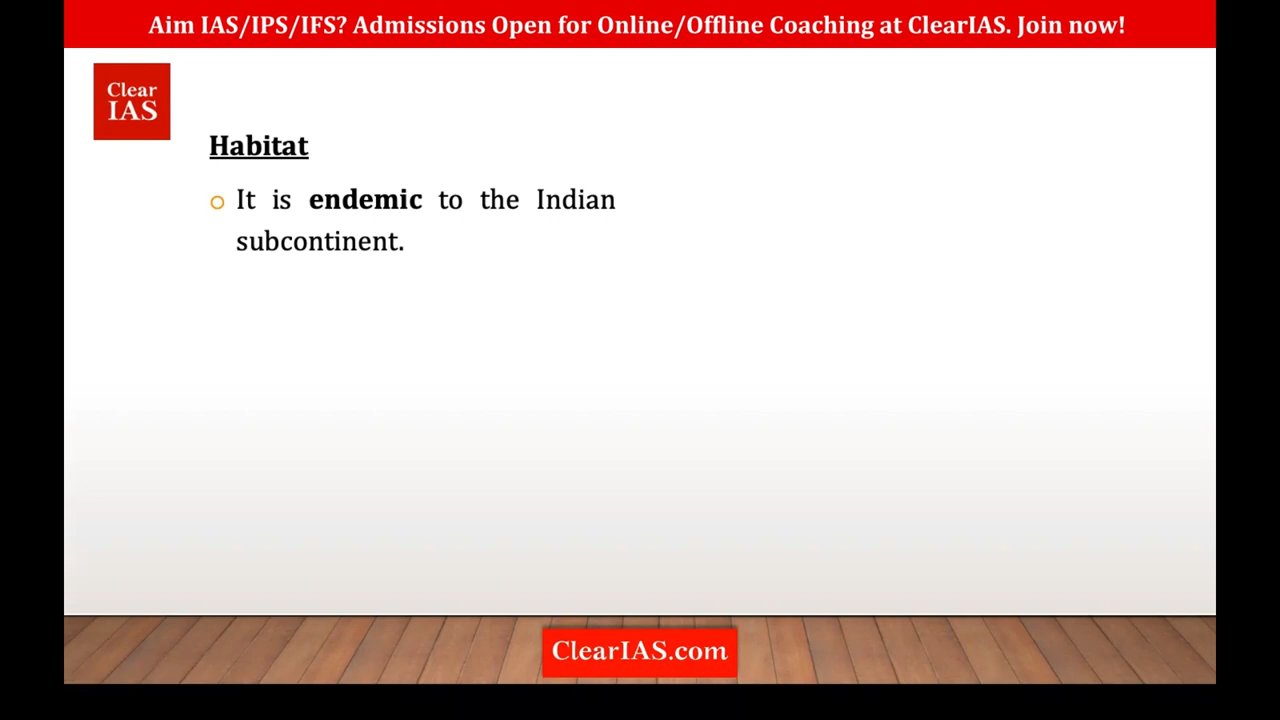 Aim IAS/IPS/IFS? Admissions Open for Online/Offline Coaching at ClearIAS. Join now!
Clear
IAS
Habitat
It is endemic to the Indian
subcontinent.
ClearIAS.com